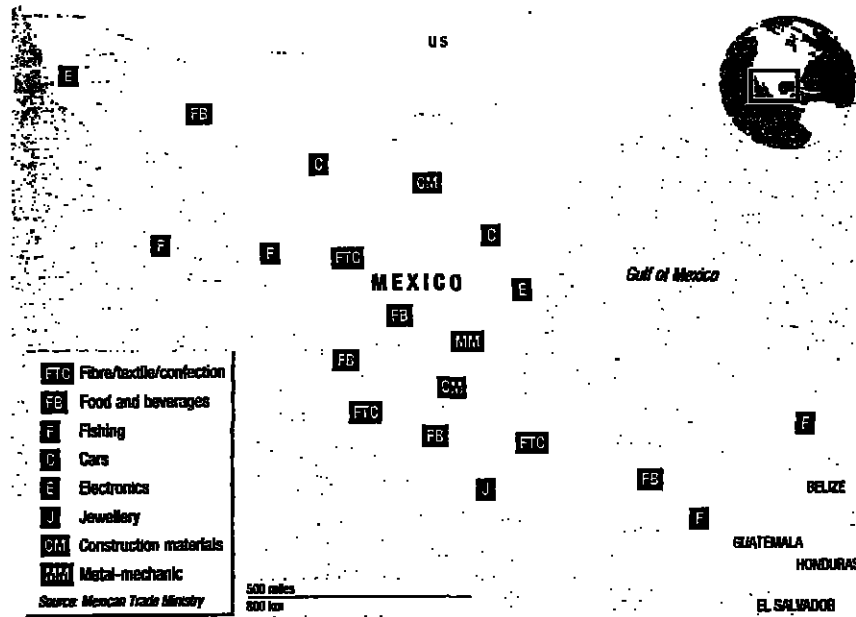 US
E
FB
C
CM
C
F
F
FTC
MEXICO
Gulf of Mexico
E
FB
MM
FB
CM
FTC
FB
FTC
F
J
FB
F
BELIZE
GUATEMALA
HONDURAS
EL SALVADOR
FTC Fibre/textile/confection
FB Food and beverages
F Fishing
C Cars
E Electronics
J Jewellery
CM Construction materials
MM Metal-mechanic
Source: Mexican Trade Ministry
500 miles
800 km